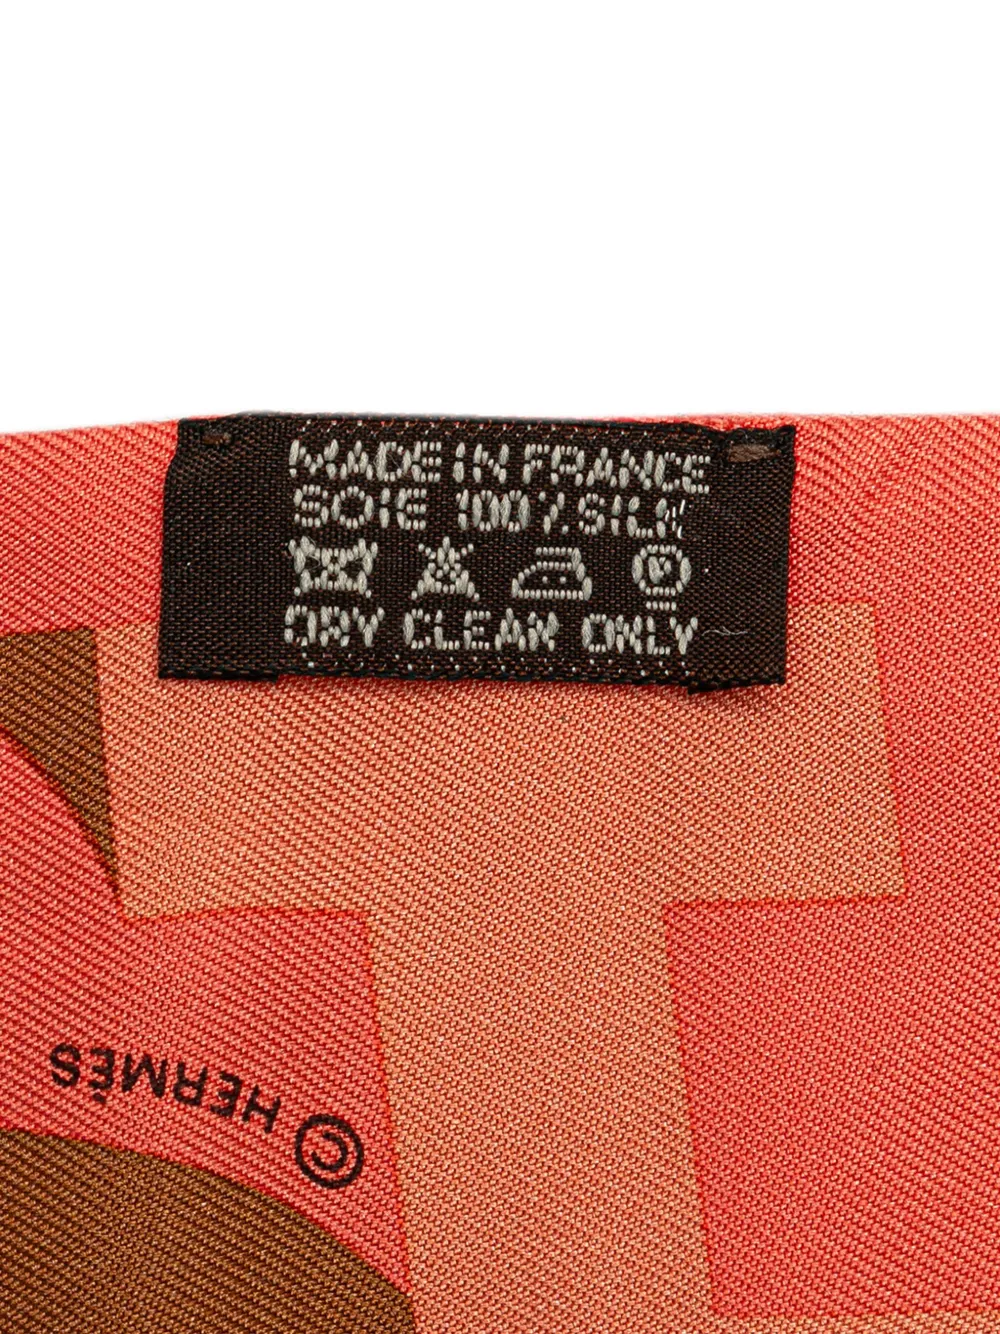 MADE IN FRANCE
SOIE 100% SILK
DRY CLEAN ONLY
© HERMÈS